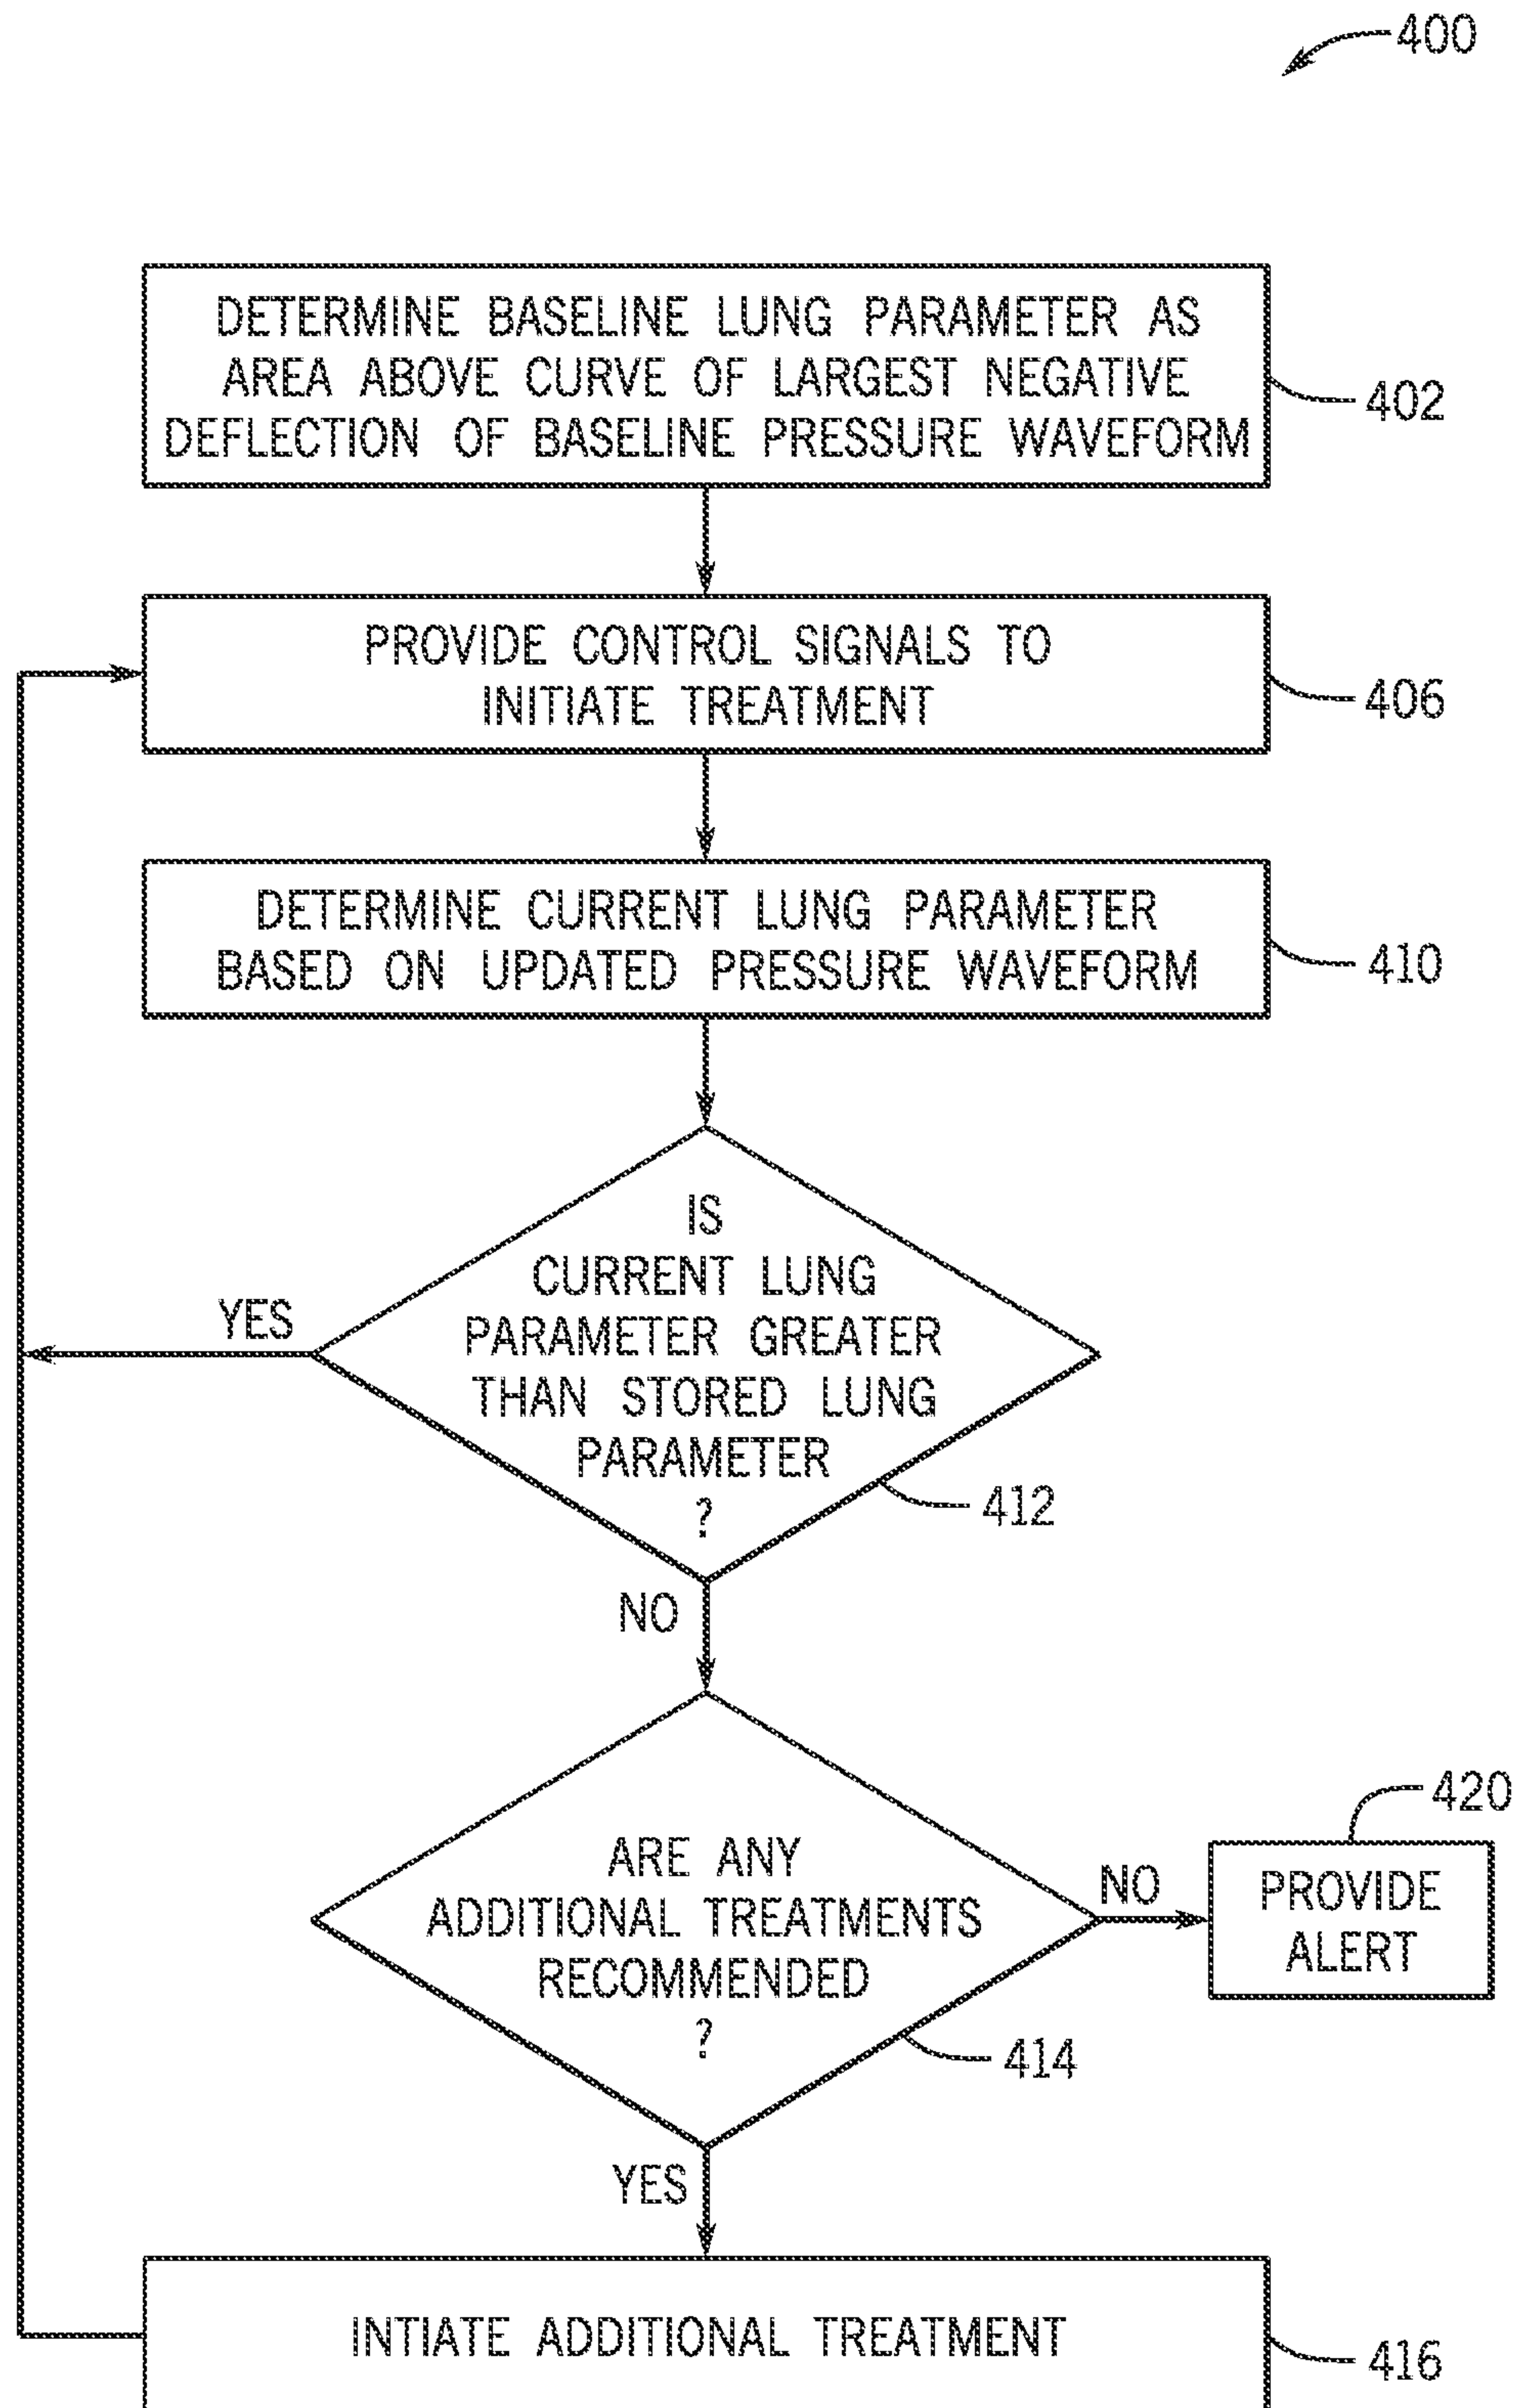 400
DETERMINE BASELINE LUNG PARAMETER AS
AREA ABOVE CURVE OF LARGEST NEGATIVE
DEFLECTION OF BASELINE PRESSURE WAVEFORM
402
PROVIDE CONTROL SIGNALS TO
INITIATE TREATMENT
406
DETERMINE CURRENT LUNG PARAMETER
BASED ON UPDATED PRESSURE WAVEFORM
410
IS
CURRENT LUNG
PARAMETER GREATER
THAN STORED LUNG
PARAMETER
?
YES
412
NO
ARE ANY
ADDITIONAL TREATMENTS
RECOMMENDED
?
414
NO
420
PROVIDE
ALERT
YES
INTIATE ADDITIONAL TREATMENT
416